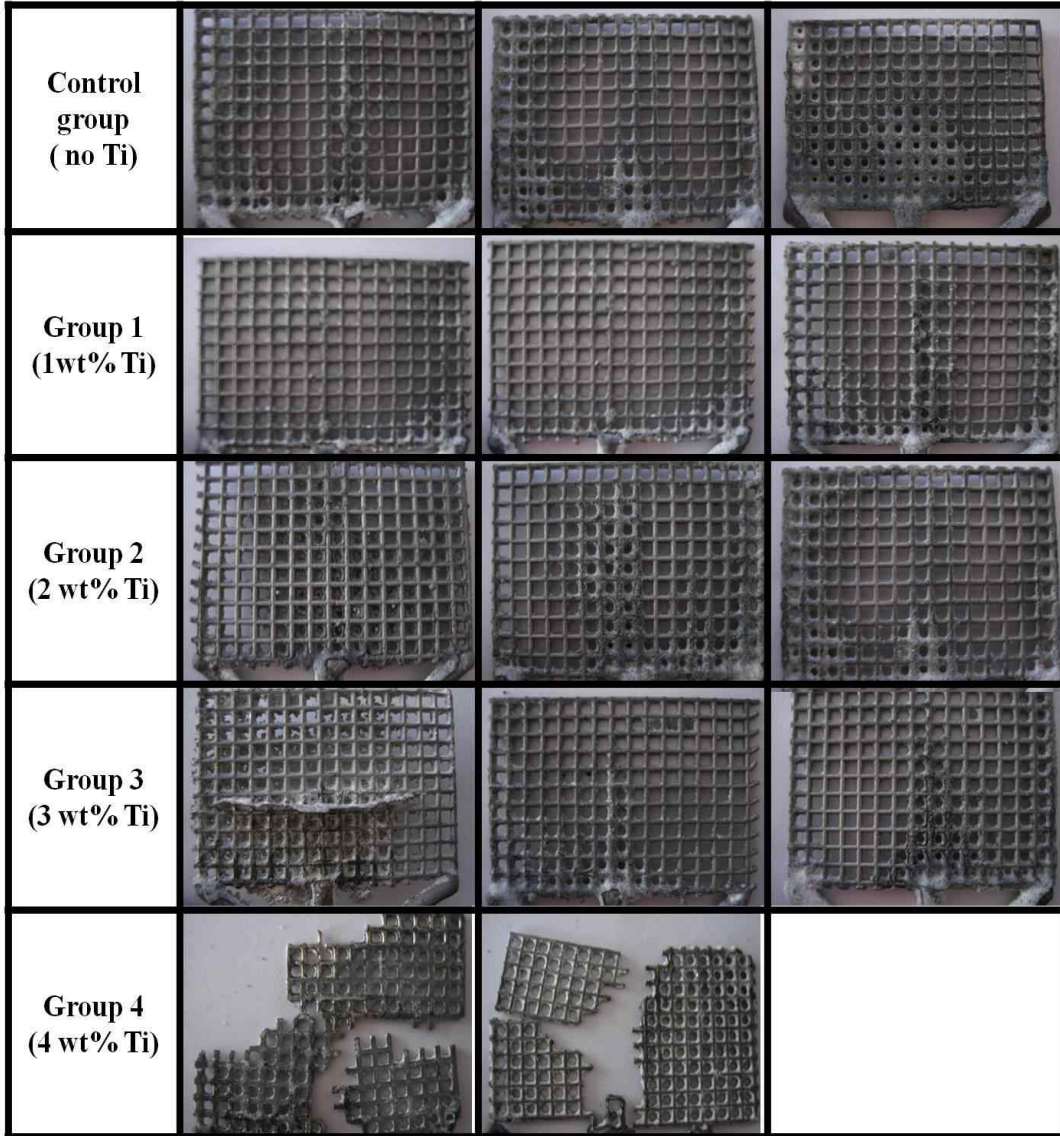 Control
group
( no Ti)
Group 1
(1wt% Ti)
Group 2
(2 wt% Ti)
Group 3
(3 wt% Ti)
Group 4
(4 wt% Ti)